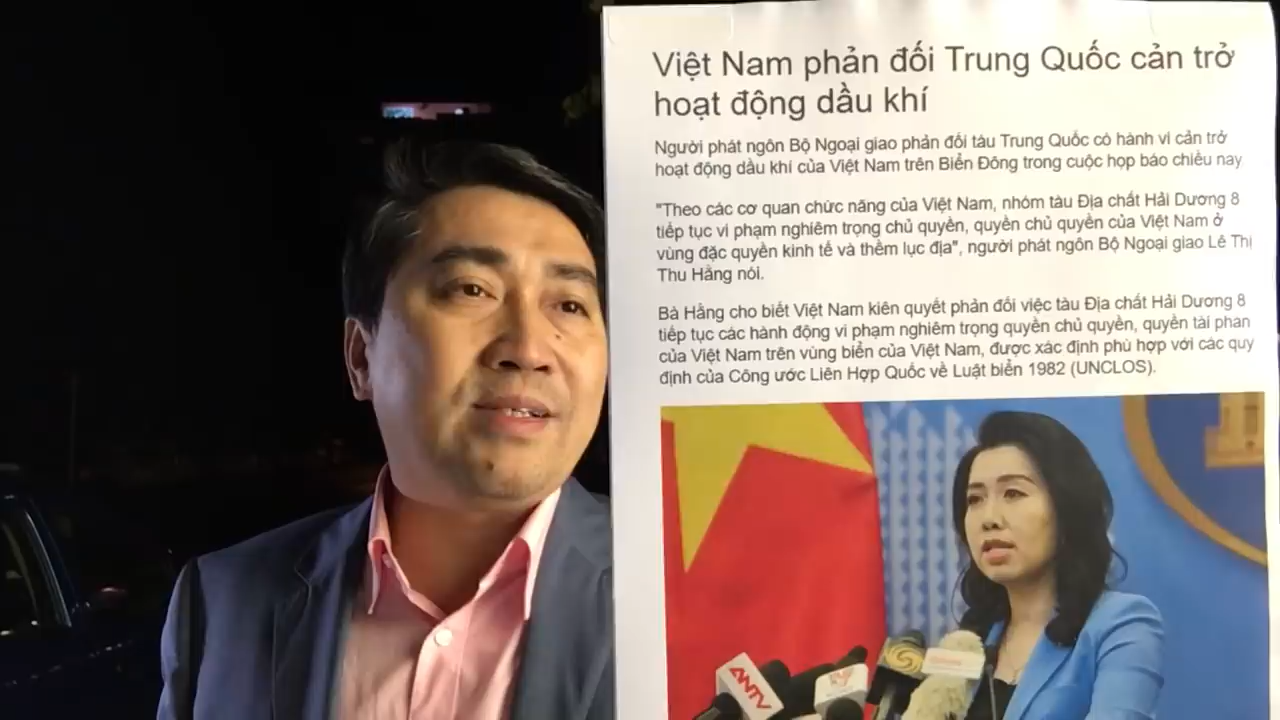 Việt Nam phản đối Trung Quốc cản trở
hoạt động dầu khí
Người phát ngôn Bộ Ngoại giao phản đối tàu Trung Quốc có hành vi cản trở
hoạt động dầu khí của Việt Nam trên Biển Đông trong cuộc họp báo chiều nay
"Theo các cơ quan chức năng của Việt Nam, nhóm tàu Địa chất Hải Dương 8
tiếp tục vi phạm nghiêm trọng chủ quyền, quyền chủ quyền của Việt Nam ở
vùng đặc quyền kinh tế và thềm lục địa", người phát ngôn Bộ Ngoại giao Lê Thị
Thu Hằng nói.
Bà Hằng cho biết Việt Nam kiên quyết phản đối việc tàu Địa chất Hải Dương 8
tiếp tục các hành động vi phạm nghiêm trọng quyền chủ quyền, quyền tài phán
của Việt Nam trên vùng biển của Việt Nam, được xác định phù hợp với các quy
định của Công ước Liên Hợp Quốc về Luật biển 1982 (UNCLOS).
ANTV